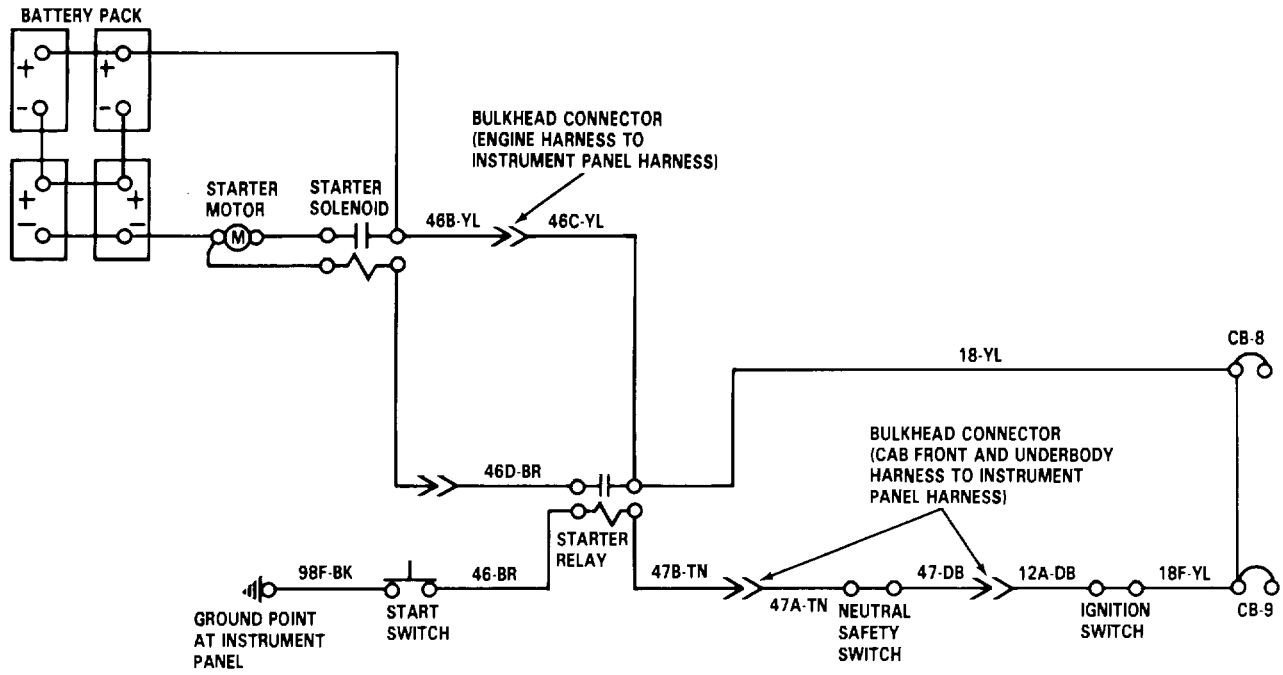 BATTERY PACK
+
+
-
-
+
+
-
-
BULKHEAD CONNECTOR
(ENGINE HARNESS TO
INSTRUMENT PANEL HARNESS)
STARTER
MOTOR
STARTER
SOLENOID
M
46B-YL
46C-YL
CB-8
18-YL
BULKHEAD CONNECTOR
(CAB FRONT AND UNDERBODY
HARNESS TO INSTRUMENT
PANEL HARNESS)
46D-BR
STARTER
RELAY
98F-BK
46-BR
47B-TN
47A-TN
47-DB
12A-DB
18F-YL
CB-9
GROUND POINT
AT INSTRUMENT
PANEL
START
SWITCH
NEUTRAL
SAFETY
SWITCH
IGNITION
SWITCH